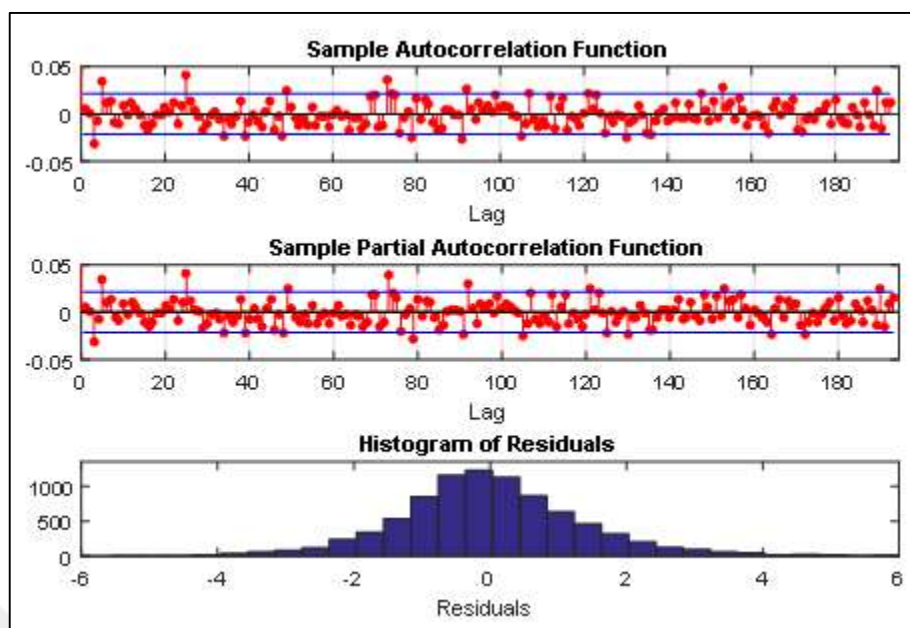 Sample Autocorrelation Function
0.05
0
-0.05
0 20 40 60 80 100 120 140 160 180
Lag
Sample Partial Autocorrelation Function
0.05
0
-0.05
0 20 40 60 80 100 120 140 160 180
Lag
Histogram of Residuals
1000
500
0
-6 -4 -2 0 2 4 6
Residuals